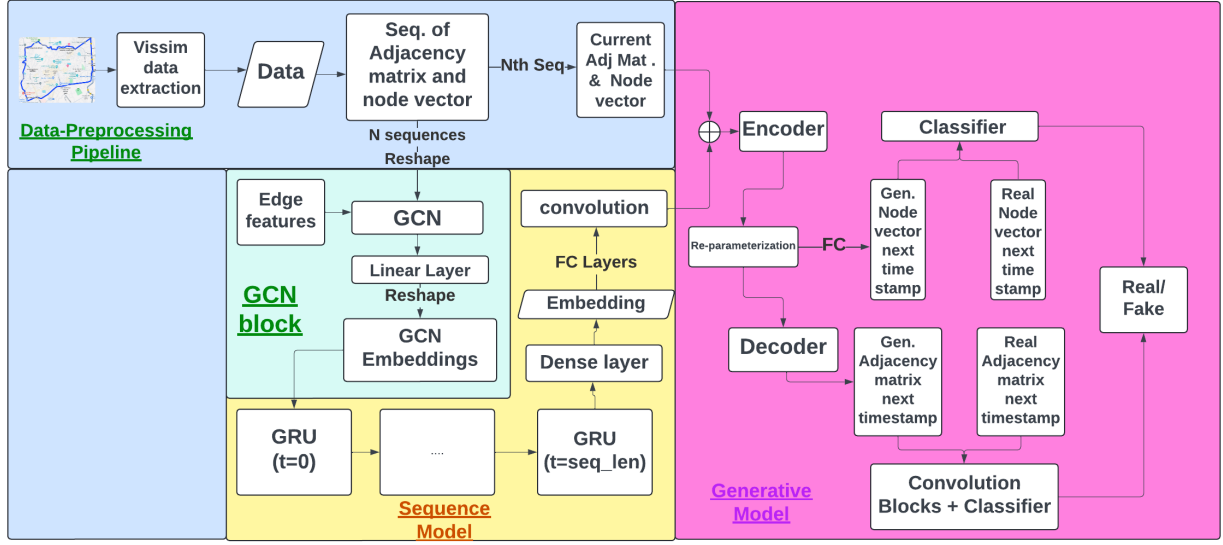 Vissim
data
extraction
Data
Seq. of
Adjacency
matrix and
node vector
Nth Seq
Current
Adj Mat .
& Node
vector
Data-Preprocessing
Pipeline
N sequences
Reshape
Edge
features
GCN
Linear Layer
Reshape
GCN
Embeddings
GCN
block
GRU
(t=0)
....
GRU
(t=seq_len)
Dense layer
Embedding
FC Layers
convolution
Sequence
Model
Encoder
Re-parameterization
FC
Decoder
Classifier
Gen.
Node
vector
next
time
stamp
Real
Node
vector
next
time
stamp
Real/
Fake
Gen.
Adjacency
matrix
next
timestamp
Real
Adjacency
matrix
next
timestamp
Convolution
Blocks + Classifier
Generative
Model